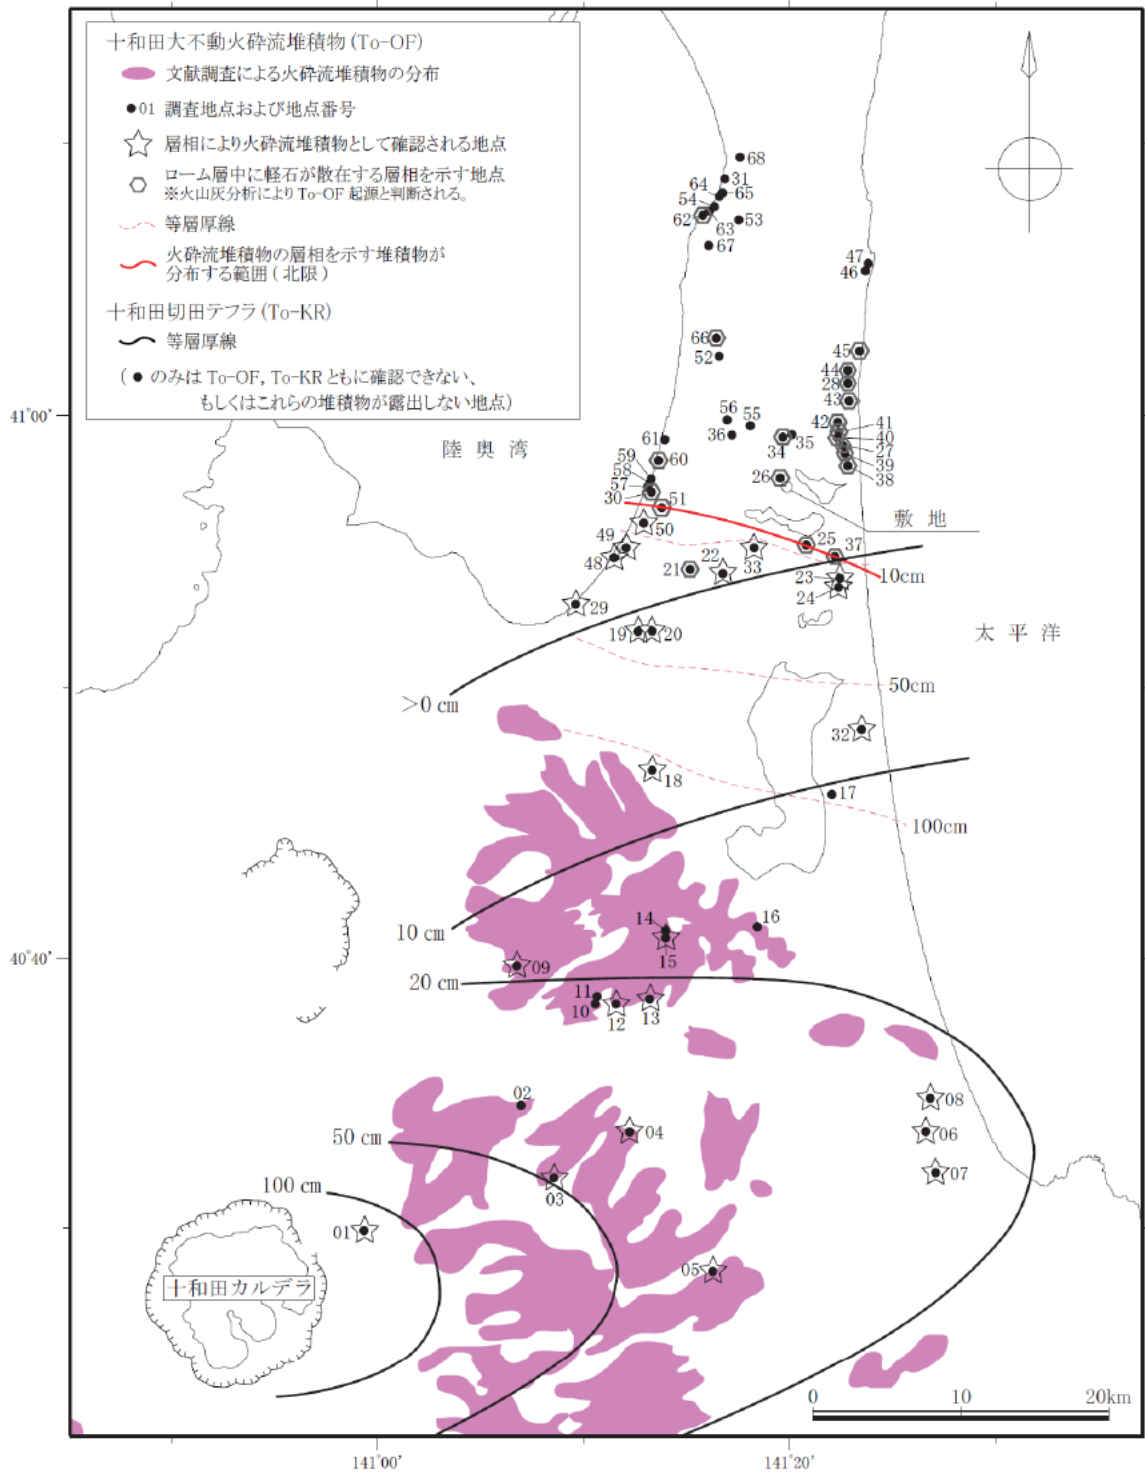 十和田大不動火砕流堆積物(To-OF)
文献調査による火砕流堆積物の分布
01 調査地点および地点番号
層相により火砕流堆積物として確認される地点
ローム層中に軽石が散在する層相を示す地点
※火山灰分析により To-OF 起源と判断される。
等層厚線
火砕流堆積物の層相を示す堆積物が
分布する範囲(北限)
十和田切田テフラ(To-KR)
等層厚線
(● のみは To-OF, To-KR ともに確認できない、
もしくはこれらの堆積物が露出しない地点)
68
31
64
65
54
62
63
53
67
47
46
66
52
45
44
28
43
41°00′
56
55
42
41
陸奥湾
61
36
34
35
40
27
59
60
39
58
26
38
57
30
51
敷地
50
25
49
37
48
22
33
21
23
10cm
24
29
19
20
太平洋
50cm
>0 cm
32
18
17
100cm
14
16
10 cm
15
40°40′
09
20 cm
11
10
12
13
02
08
04
06
50 cm
07
03
100 cm
01
05
十和田カルデラ
0
10
20km
141°00′
141°20′